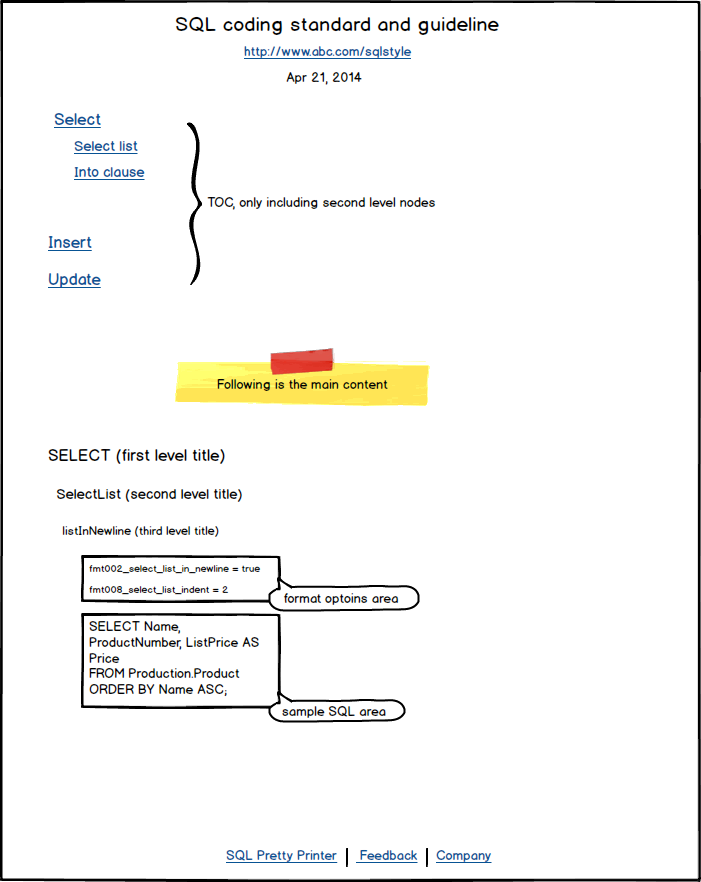 SQL coding standard and guideline
http://www.abc.com/sqlstyle
Apr 21, 2014
Select
Select list
Into clause
TOC, only including second level nodes
Insert
Update
Following is the main content
SELECT (first level title)
SelectList (second level title)
listInNewline (third level title)
fmt002_select_list_in_newline = true
fmt008_select_list_indent = 2
format optoins area
SELECT Name,
ProductNumber, ListPrice AS
Price
FROM Production.Product
ORDER BY Name ASC;
sample SQL area
SQL Pretty Printer | Feedback | Company